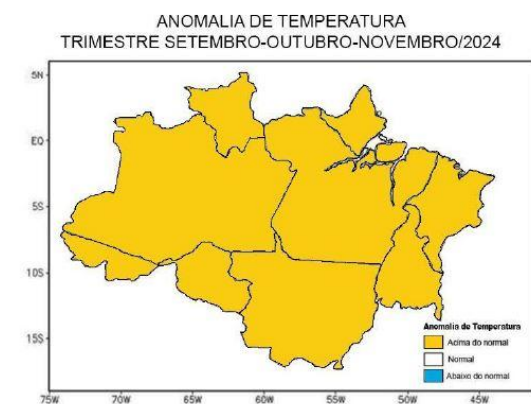 ANOMALIA DE TEMPERATURA
TRIMESTRE SETEMBRO-OUTUBRO-NOVEMBRO/2024
5N
EQ
5S
10S
15S
Anomalia de Temperatura
Acima do normal
Normal
Abaixo do normal
75W 70W 65W 60W 55W 50W 45W